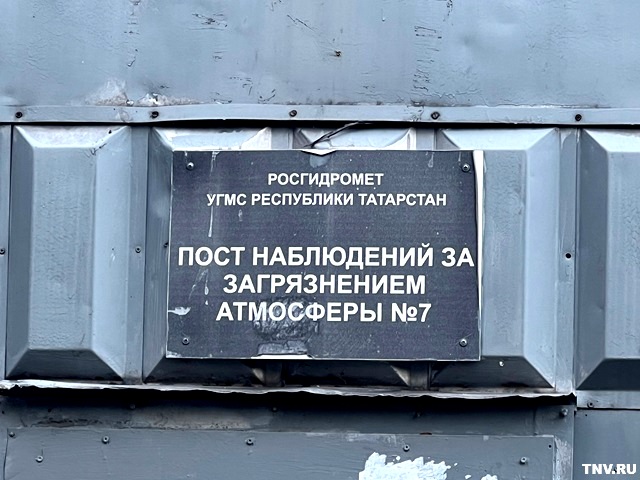 РОСГИДРОМЕТ
УГМС РЕСПУБЛИКИ ТАТАРСТАН
ПОСТ НАБЛЮДЕНИЙ ЗА
ЗАГРЯЗНЕНИЕМ
АТМОСФЕРЫ №7
TNV.RU